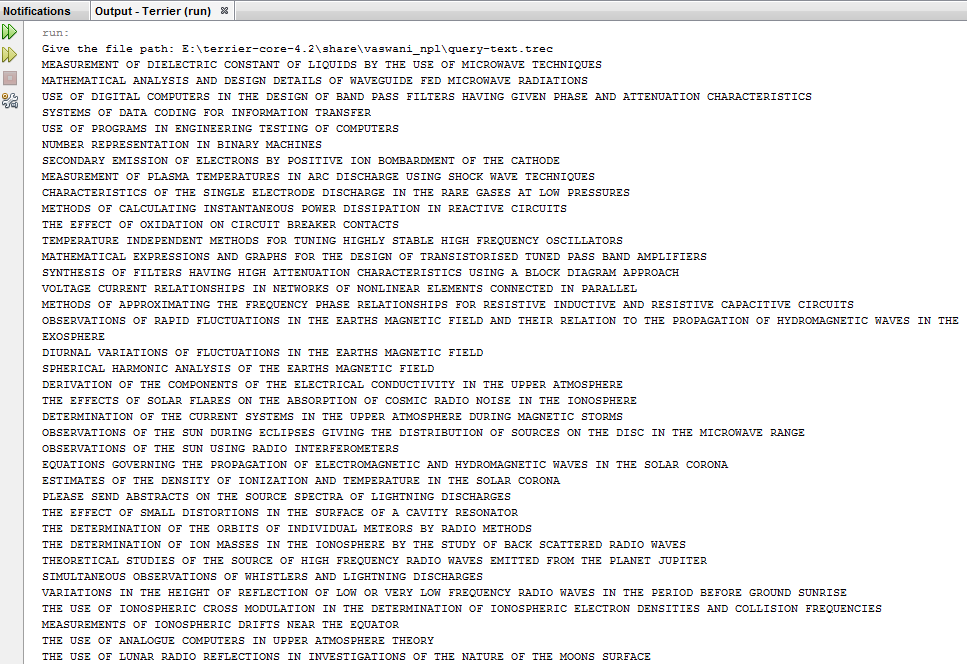 Notifications Output - Terrier (run)
run:
Give the file path: E:\terrier-core-4.2\share\vaswani_npl\query-text.trec
MEASUREMENT OF DIELECTRIC CONSTANT OF LIQUIDS BY THE USE OF MICROWAVE TECHNIQUES
MATHEMATICAL ANALYSIS AND DESIGN DETAILS OF WAVEGUIDE FED MICROWAVE RADIATIONS
USE OF DIGITAL COMPUTERS IN THE DESIGN OF BAND PASS FILTERS HAVING GIVEN PHASE AND ATTENUATION CHARACTERISTICS
SYSTEMS OF DATA CODING FOR INFORMATION TRANSFER
USE OF PROGRAMS IN ENGINEERING TESTING OF COMPUTERS
NUMBER REPRESENTATION IN BINARY MACHINES
SECONDARY EMISSION OF ELECTRONS BY POSITIVE ION BOMBARDMENT OF THE CATHODE
MEASUREMENT OF PLASMA TEMPERATURES IN ARC DISCHARGE USING SHOCK WAVE TECHNIQUES
CHARACTERISTICS OF THE SINGLE ELECTRODE DISCHARGE IN THE RARE GASES AT LOW PRESSURES
METHODS OF CALCULATING INSTANTANEOUS POWER DISSIPATION IN REACTIVE CIRCUITS
THE EFFECT OF OXIDATION ON CIRCUIT BREAKER CONTACTS
TEMPERATURE INDEPENDENT METHODS FOR TUNING HIGHLY STABLE HIGH FREQUENCY OSCILLATORS
MATHEMATICAL EXPRESSIONS AND GRAPHS FOR THE DESIGN OF TRANSISTORISED TUNED PASS BAND AMPLIFIERS
SYNTHESIS OF FILTERS HAVING HIGH ATTENUATION CHARACTERISTICS USING A BLOCK DIAGRAM APPROACH
VOLTAGE CURRENT RELATIONSHIPS IN NETWORKS OF NONLINEAR ELEMENTS CONNECTED IN PARALLEL
METHODS OF APPROXIMATING THE FREQUENCY PHASE RELATIONSHIPS FOR RESISTIVE INDUCTIVE AND RESISTIVE CAPACITIVE CIRCUITS
OBSERVATIONS OF RAPID FLUCTUATIONS IN THE EARTHS MAGNETIC FIELD AND THEIR RELATION TO THE PROPAGATION OF HYDROMAGNETIC WAVES IN THE
EXOSPHERE
DIURNAL VARIATIONS OF FLUCTUATIONS IN THE EARTHS MAGNETIC FIELD
SPHERICAL HARMONIC ANALYSIS OF THE EARTHS MAGNETIC FIELD
DERIVATION OF THE COMPONENTS OF THE ELECTRICAL CONDUCTIVITY IN THE UPPER ATMOSPHERE
THE EFFECTS OF SOLAR FLARES ON THE ABSORPTION OF COSMIC RADIO NOISE IN THE IONOSPHERE
DETERMINATION OF THE CURRENT SYSTEMS IN THE UPPER ATMOSPHERE DURING MAGNETIC STORMS
OBSERVATIONS OF THE SUN DURING ECLIPSES GIVING THE DISTRIBUTION OF SOURCES ON THE DISC IN THE MICROWAVE RANGE
OBSERVATIONS OF THE SUN USING RADIO INTERFEROMETERS
EQUATIONS GOVERNING THE PROPAGATION OF ELECTROMAGNETIC AND HYDROMAGNETIC WAVES IN THE SOLAR CORONA
ESTIMATES OF THE DENSITY OF IONIZATION AND TEMPERATURE IN THE SOLAR CORONA
PLEASE SEND ABSTRACTS ON THE SOURCE SPECTRA OF LIGHTNING DISCHARGES
THE EFFECT OF SMALL DISTORTIONS IN THE SURFACE OF A CAVITY RESONATOR
THE DETERMINATION OF THE ORBITS OF INDIVIDUAL METEORS BY RADIO METHODS
THE DETERMINATION OF ION MASSES IN THE IONOSPHERE BY THE STUDY OF BACK SCATTERED RADIO WAVES
THEORETICAL STUDIES OF THE SOURCE OF HIGH FREQUENCY RADIO WAVES EMITTED FROM THE PLANET JUPITER
SIMULTANEOUS OBSERVATIONS OF WHISTLERS AND LIGHTNING DISCHARGES
VARIATIONS IN THE HEIGHT OF REFLECTION OF LOW OR VERY LOW FREQUENCY RADIO WAVES IN THE PERIOD BEFORE GROUND SUNRISE
THE USE OF IONOSPHERIC CROSS MODULATION IN THE DETERMINATION OF IONOSPHERIC ELECTRON DENSITIES AND COLLISION FREQUENCIES
MEASUREMENTS OF IONOSPHERIC DRIFTS NEAR THE EQUATOR
THE USE OF ANALOGUE COMPUTERS IN UPPER ATMOSPHERE THEORY
THE USE OF LUNAR RADIO REFLECTIONS IN INVESTIGATIONS OF THE NATURE OF THE MOONS SURFACE